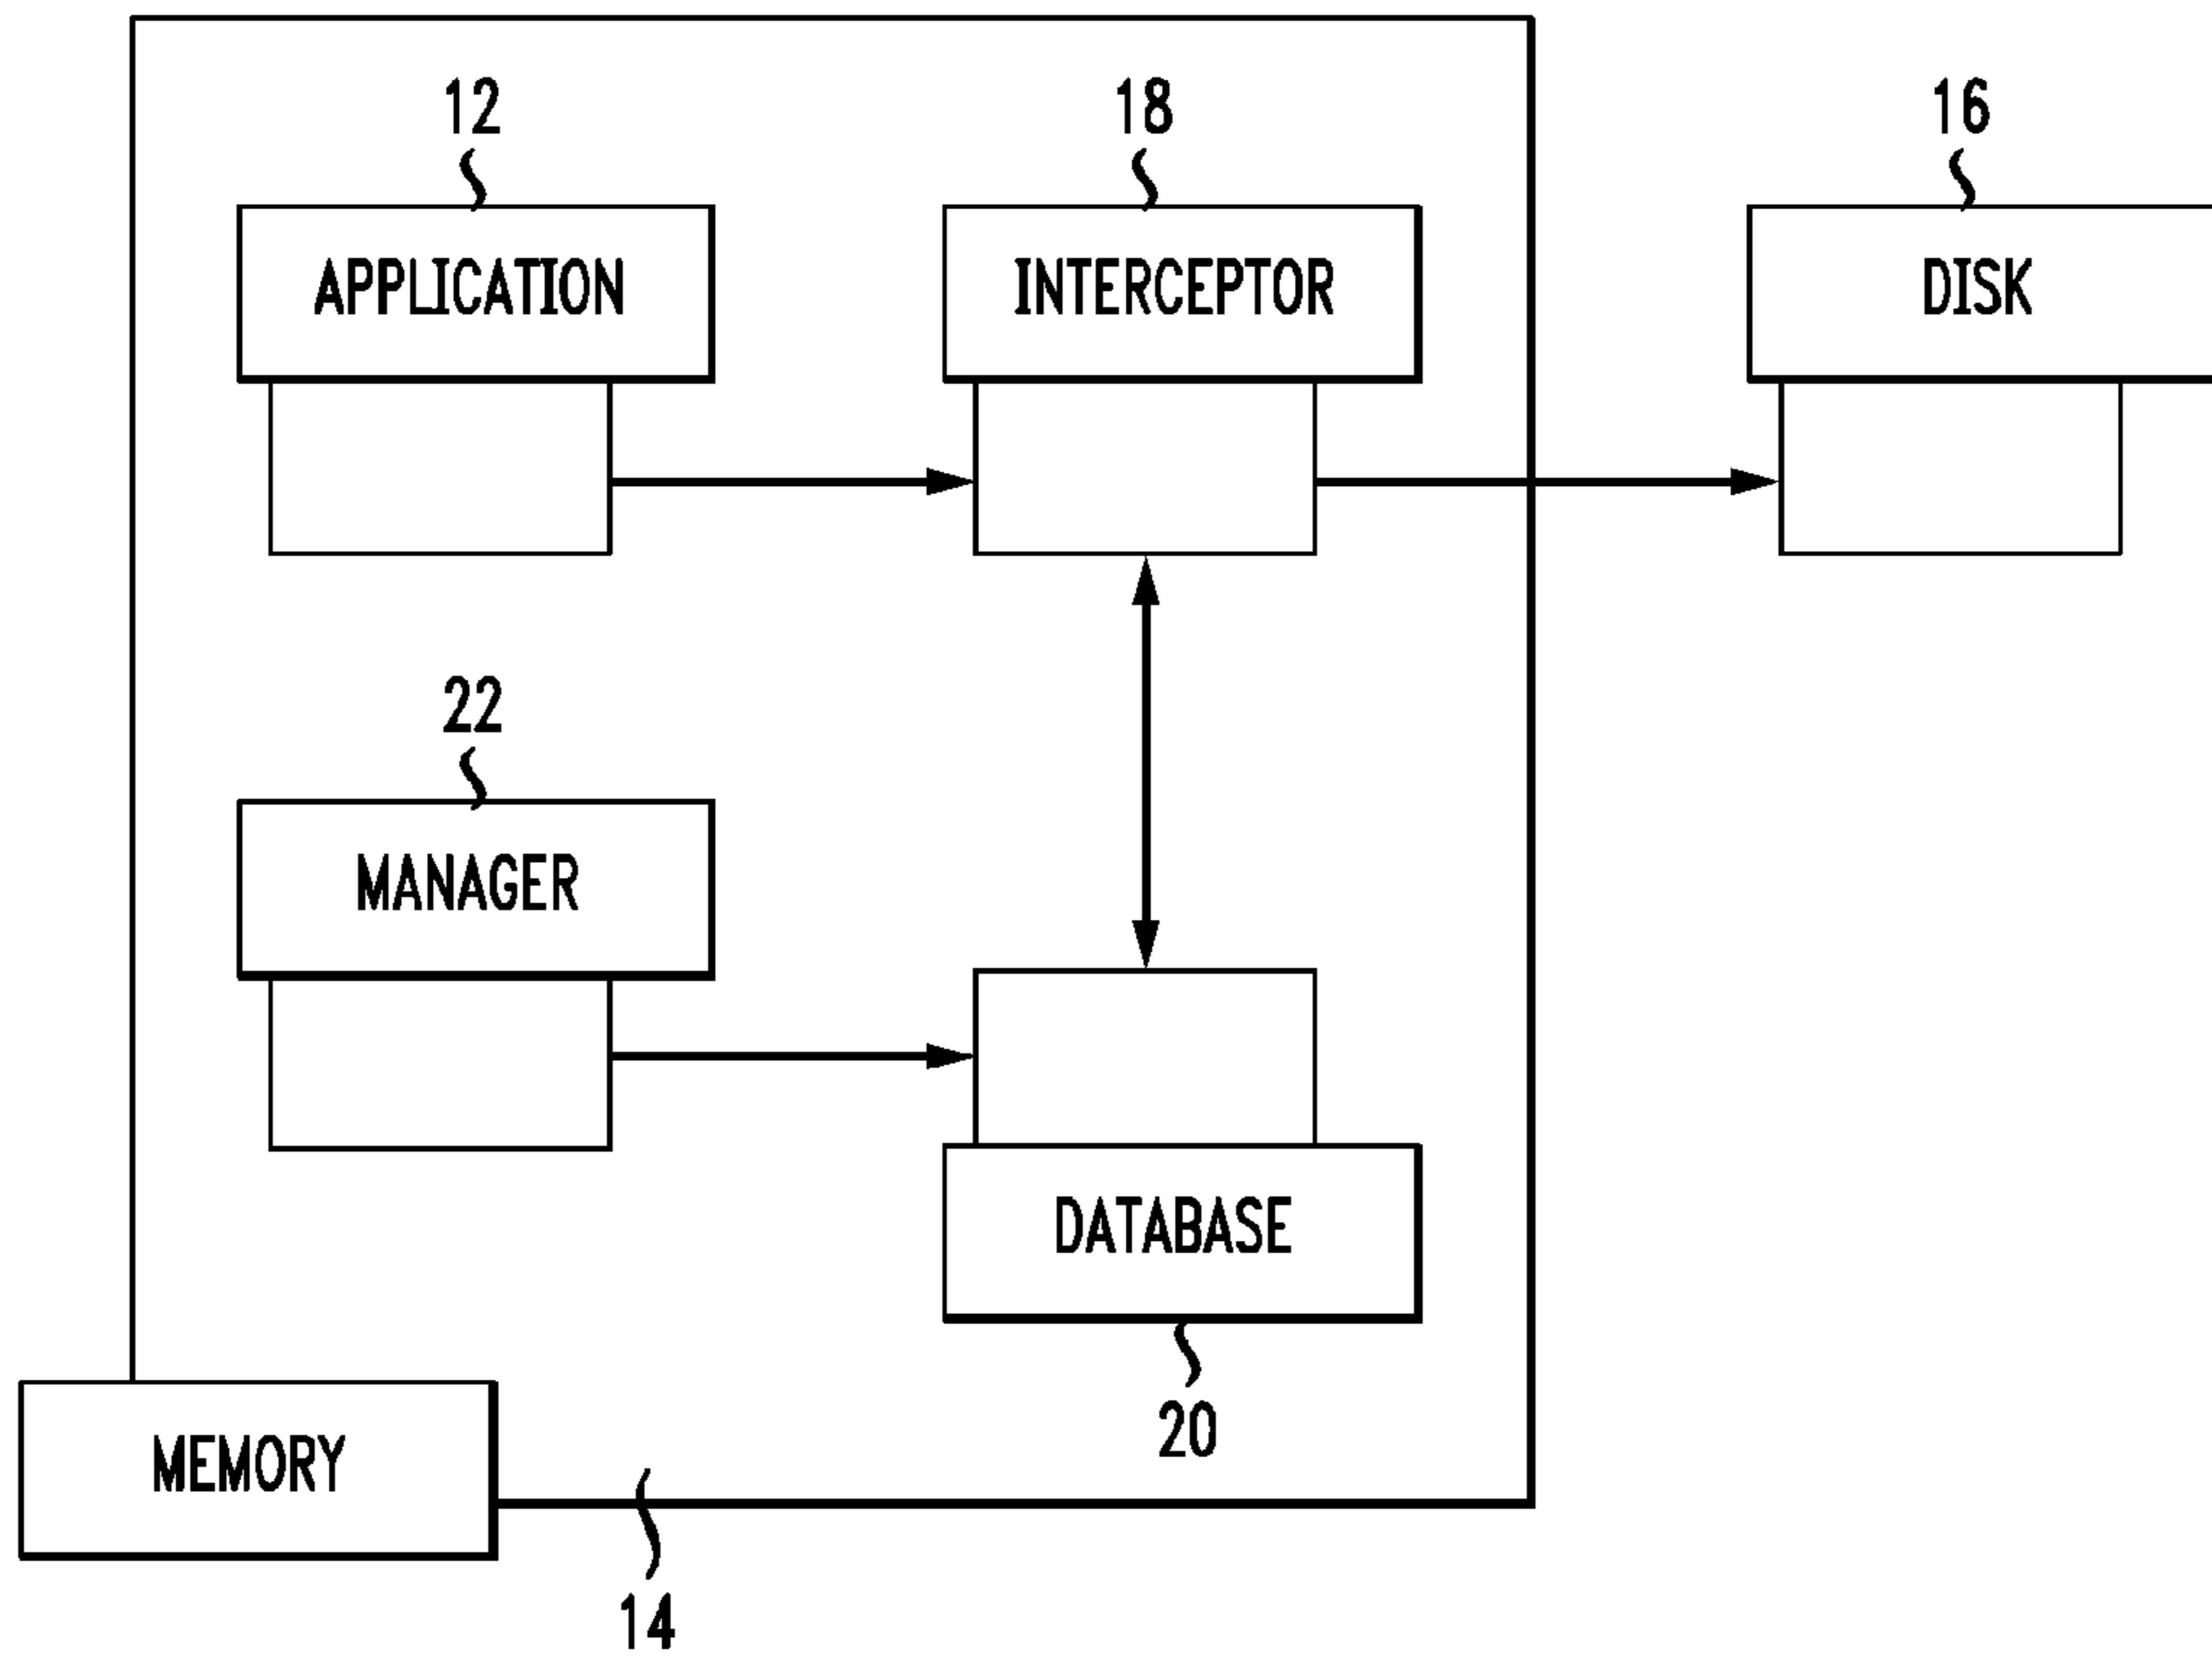 12
18
16
APPLICATION
INTERCEPTOR
DISK
22
MANAGER
DATABASE
20
MEMORY
14